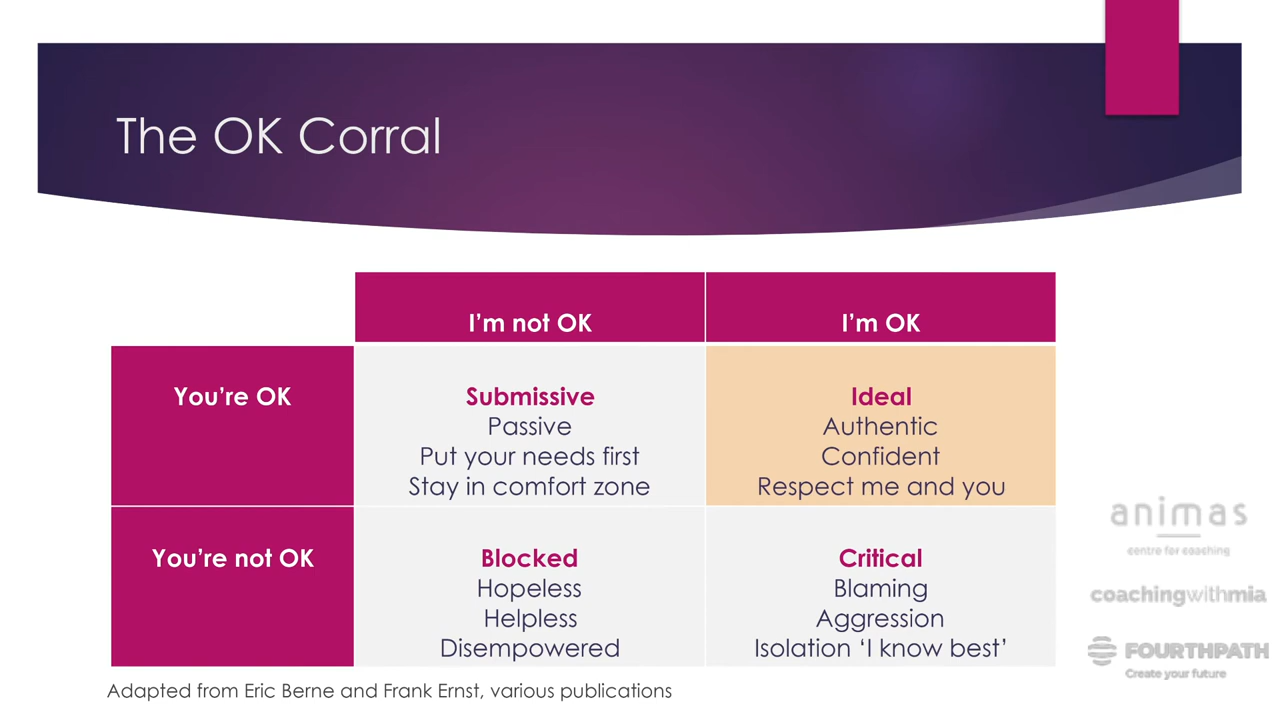 The OK Corral
I'm not OK
I'm OK
You're OK
Submissive
Passive
Put your needs first
Stay in comfort zone
Ideal
Authentic
Confident
Respect me and you
You're not OK
Blocked
Hopeless
Helpless
Disempowered
Critical
Blaming
Aggression
Isolation ‘I know best’
Adapted from Eric Berne and Frank Ernst, various publications
animas
centre for coaching
coachingwithmia
FOURTHPATH
Create your future